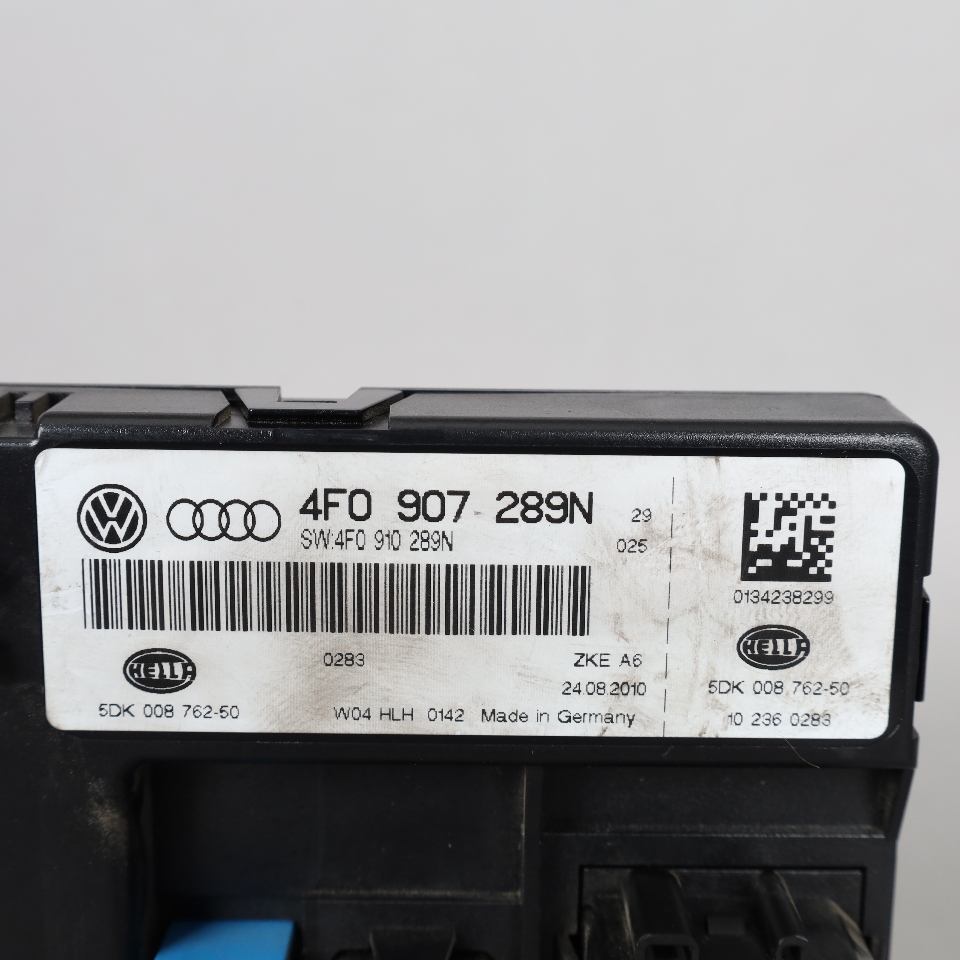 4F0 907 289N
29
SW:4F0 910 289N
025
0134238299
0283
ZKE A6
HELLA
HELLA
24.08.2010
5DK 008 762-50
5DK 008 762-50
W04 HLH 0142 Made in Germany
10 236 0283